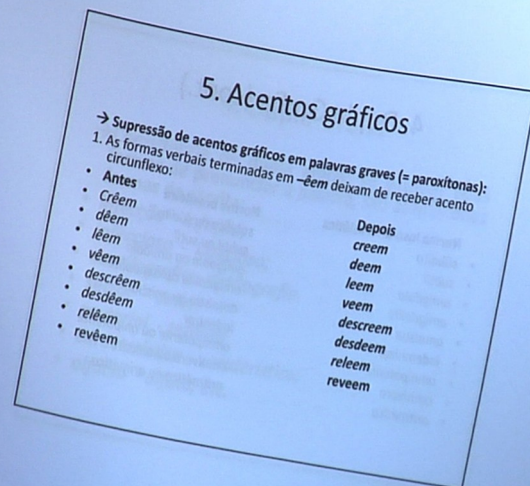 5. Acentos gráficos
→ Supressão de acentos gráficos em palavras graves (= paroxítonas):
1. As formas verbais terminadas em –êem deixam de receber acento
circunflexo:
• Antes
• Crêem
• dêem
• lêem
• vêem
• descrêem
• desdêem
• relêem
• revêem
Depois
creem
deem
leem
veem
descreem
desdeem
releem
reveem